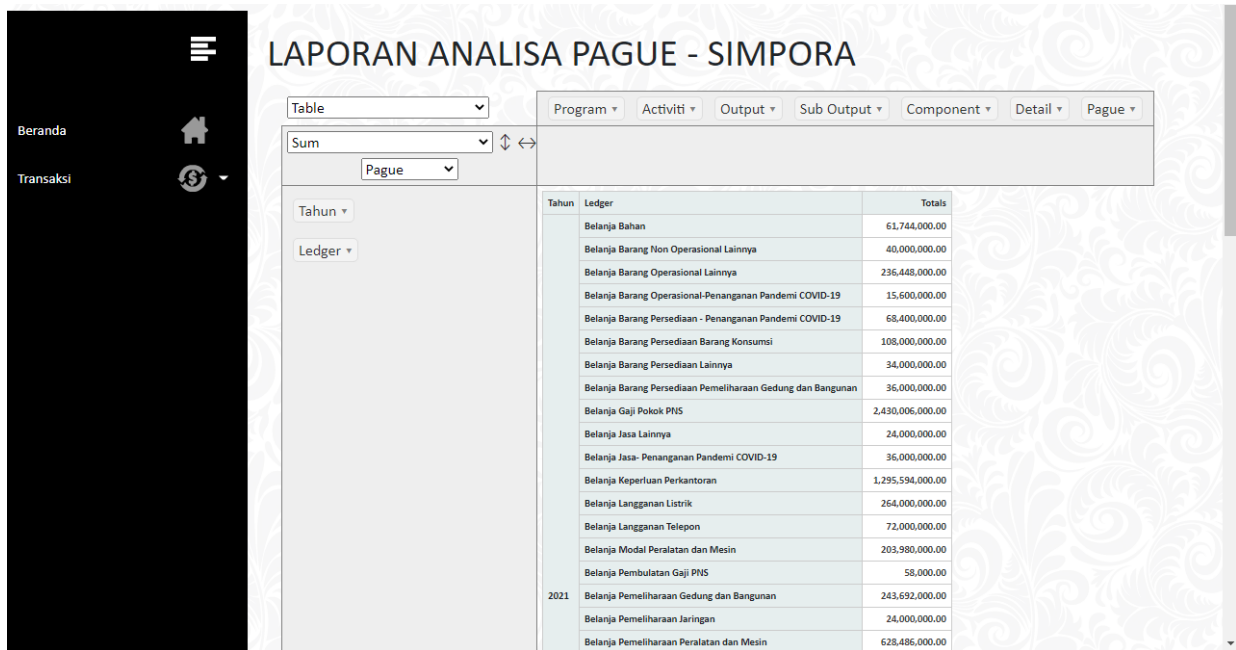 LAPORAN ANALISA PAGUE - SIMPORA
Beranda
Transaksi
Table
Program Activiti Output Sub Output Component Detail Pague
Sum
Pague
Tahun
Ledger
Tahun Ledger Totals
Belanja Bahan 61,744,000.00
Belanja Barang Non Operasional Lainnya 40,000,000.00
Belanja Barang Operasional Lainnya 236,448,000.00
Belanja Barang Operasional-Penanganan Pandemi COVID-19 15,600,000.00
Belanja Barang Persediaan - Penanganan Pandemi COVID-19 68,400,000.00
Belanja Barang Persediaan Barang Konsumsi 108,000,000.00
Belanja Barang Persediaan Lainnya 34,000,000.00
Belanja Barang Persediaan Pemeliharaan Gedung dan Bangunan 36,000,000.00
Belanja Gaji Pokok PNS 2,430,006,000.00
Belanja Jasa Lainnya 24,000,000.00
Belanja Jasa- Penanganan Pandemi COVID-19 36,000,000.00
Belanja Keperluan Perkantoran 1,295,594,000.00
Belanja Langganan Listrik 264,000,000.00
Belanja Langganan Telepon 72,000,000.00
Belanja Modal Peralatan dan Mesin 203,980,000.00
Belanja Pembulatan Gaji PNS 58,000.00
2021 Belanja Pemeliharaan Gedung dan Bangunan 243,692,000.00
Belanja Pemeliharaan Jaringan 24,000,000.00
Belanja Pemeliharaan Peralatan dan Mesin 628,486,000.00